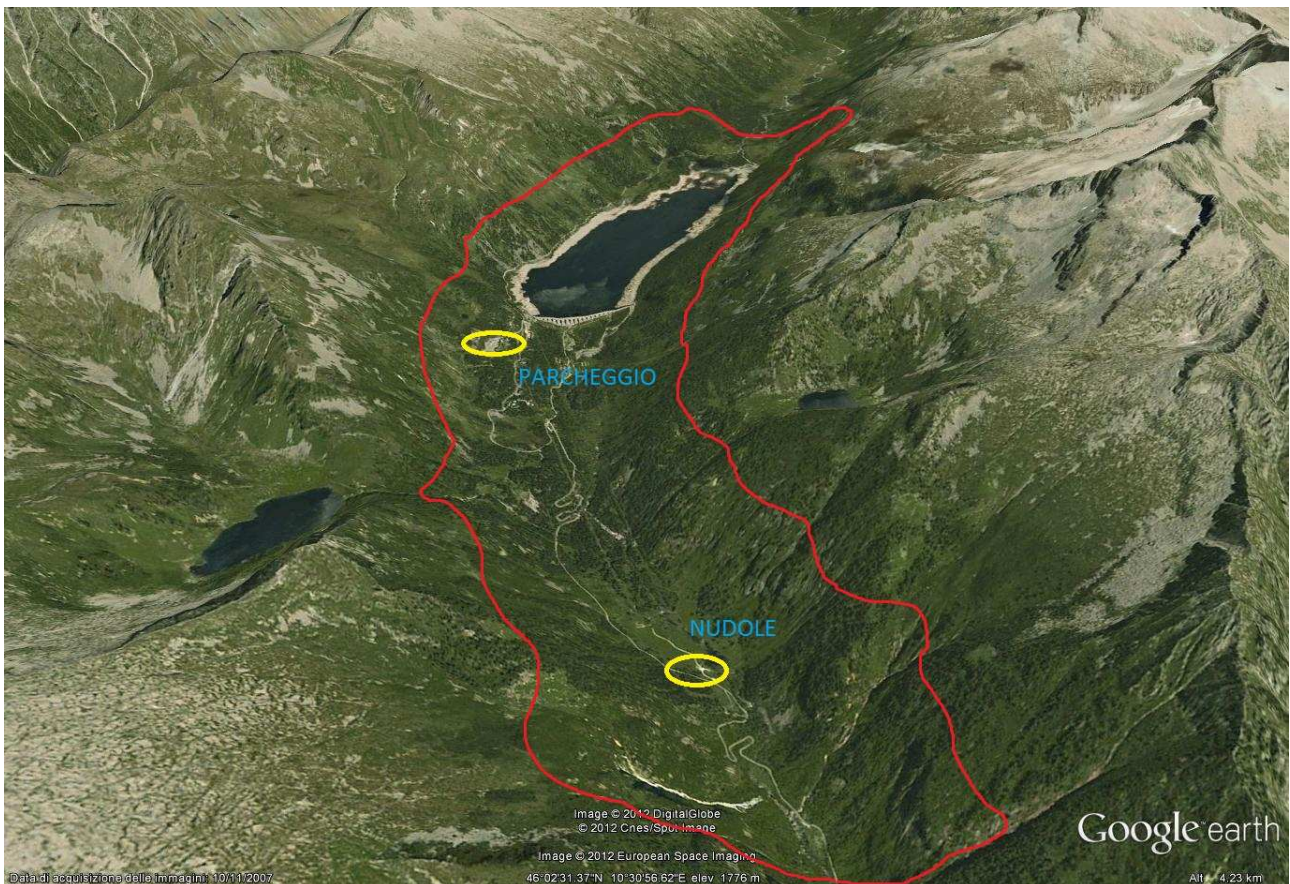 PARCHEGGIO
NUDOLE
Image © 2012 DigitalGlobe
© 2012 Cnes/Spot Image
Image © 2012 European Space Imaging
Google earth
Data di acquisizione delle immagini: 10/11/2007
46°02'31.37"N 10°30'56.62"E elev 1776 m
Alt 4.23 km